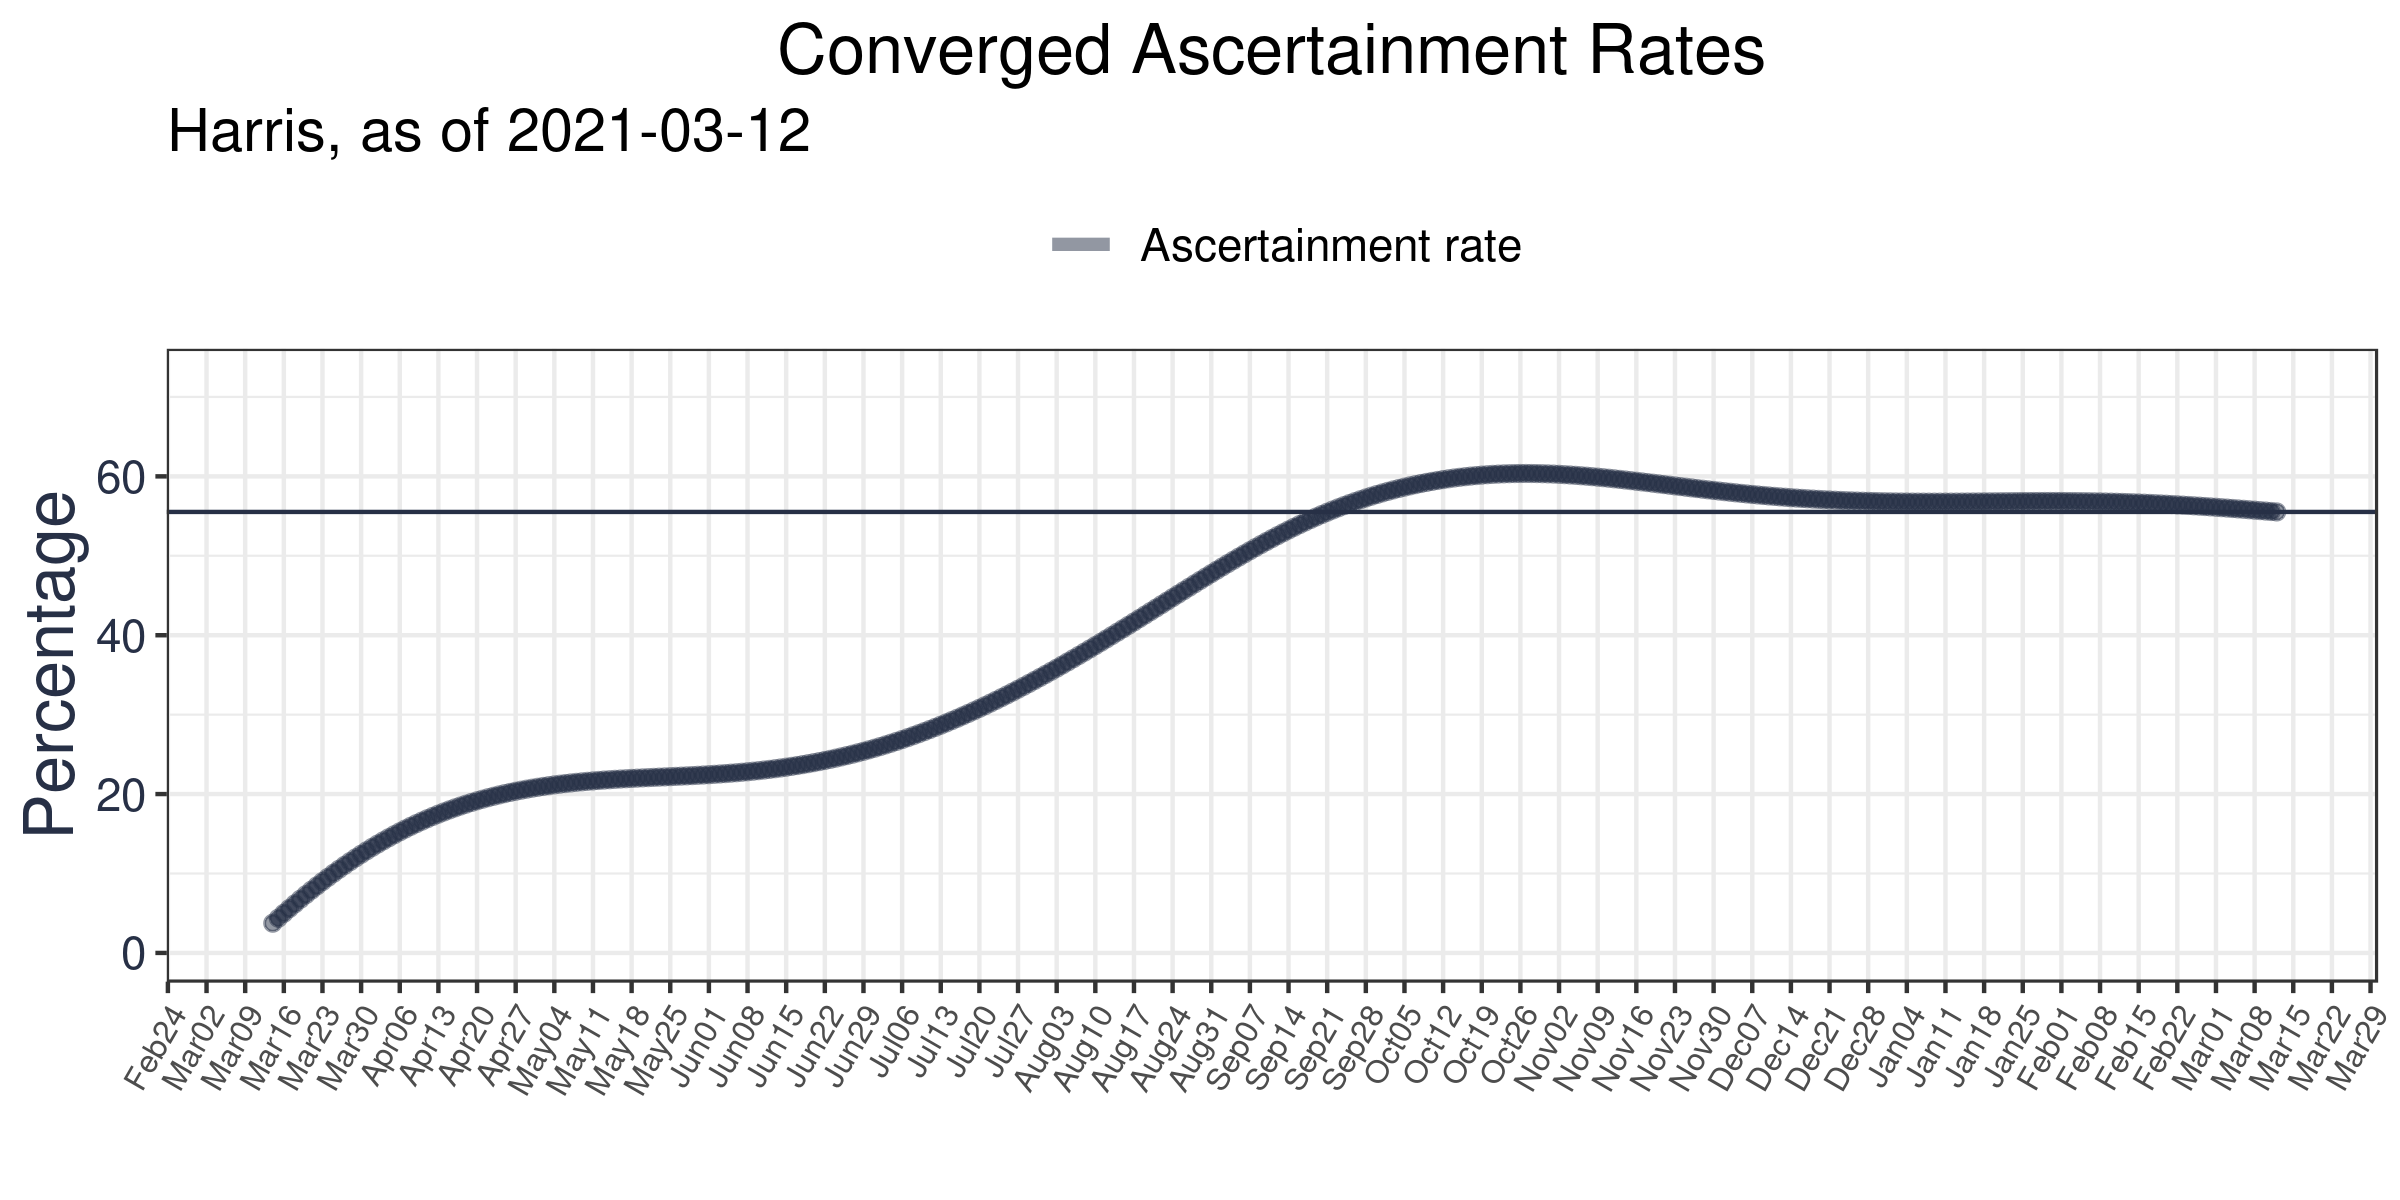 Converged Ascertainment Rates
Harris, as of 2021-03-12
Ascertainment rate
Percentage
60
40
20
0
Feb24
Mar02
Mar09
Mar16
Mar23
Mar30
Apr06
Apr13
Apr20
Apr27
May04
May11
May18
May25
Jun01
Jun08
Jun15
Jun22
Jun29
Jul06
Jul13
Jul20
Jul27
Aug03
Aug10
Aug17
Aug24
Aug31
Sep07
Sep14
Sep21
Sep28
Oct05
Oct12
Oct19
Oct26
Nov02
Nov09
Nov16
Nov23
Nov30
Dec07
Dec14
Dec21
Dec28
Jan04
Jan11
Jan18
Jan25
Feb01
Feb08
Feb15
Feb22
Mar01
Mar08
Mar15
Mar22
Mar29